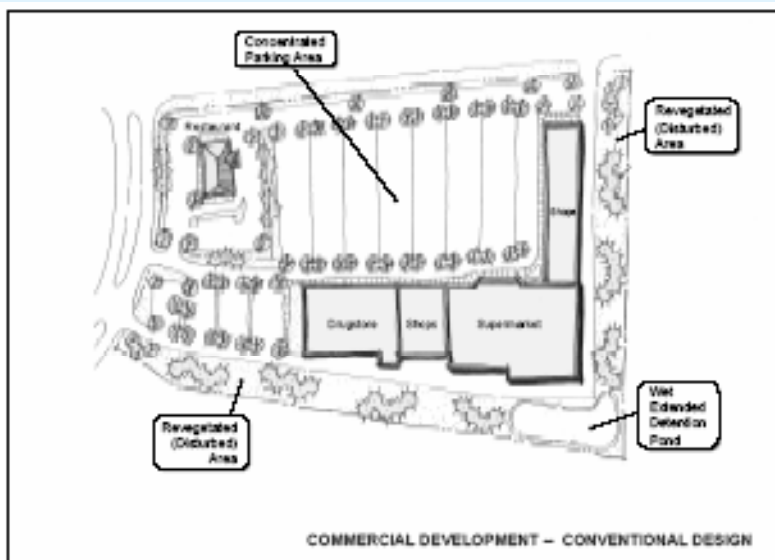 Concentrated
Parking Area
Revegetated
(Disturbed)
Area
Restaurant
Shops
Drugstore
Shops
Supermarket
Wet
Extended
Detention
Pond
Revegetated
(Disturbed)
Area
COMMERCIAL DEVELOPMENT – CONVENTIONAL DESIGN